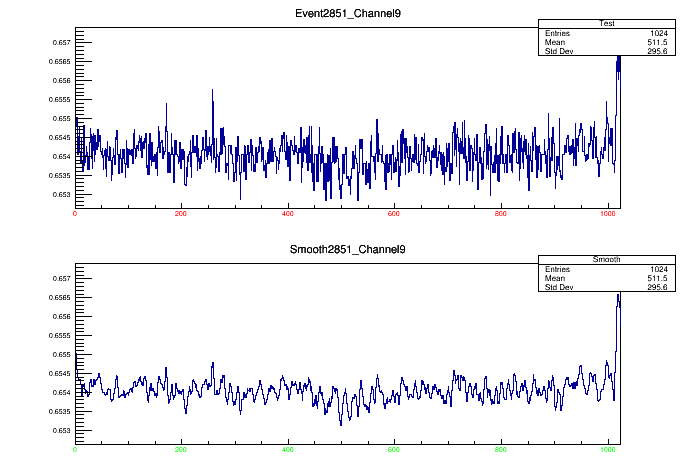 Event2851_Channel9
Test
Entries 1024
Mean 511.5
Std Dev 295.6
0.657
0.6565
0.656
0.6555
0.655
0.6545
0.654
0.6535
0.653
0 200 400 600 800 1000
Smooth2851_Channel9
Smooth
Entries 1024
Mean 511.5
Std Dev 295.6
0.657
0.6565
0.656
0.6555
0.655
0.6545
0.654
0.6535
0.653
0 200 400 600 800 1000